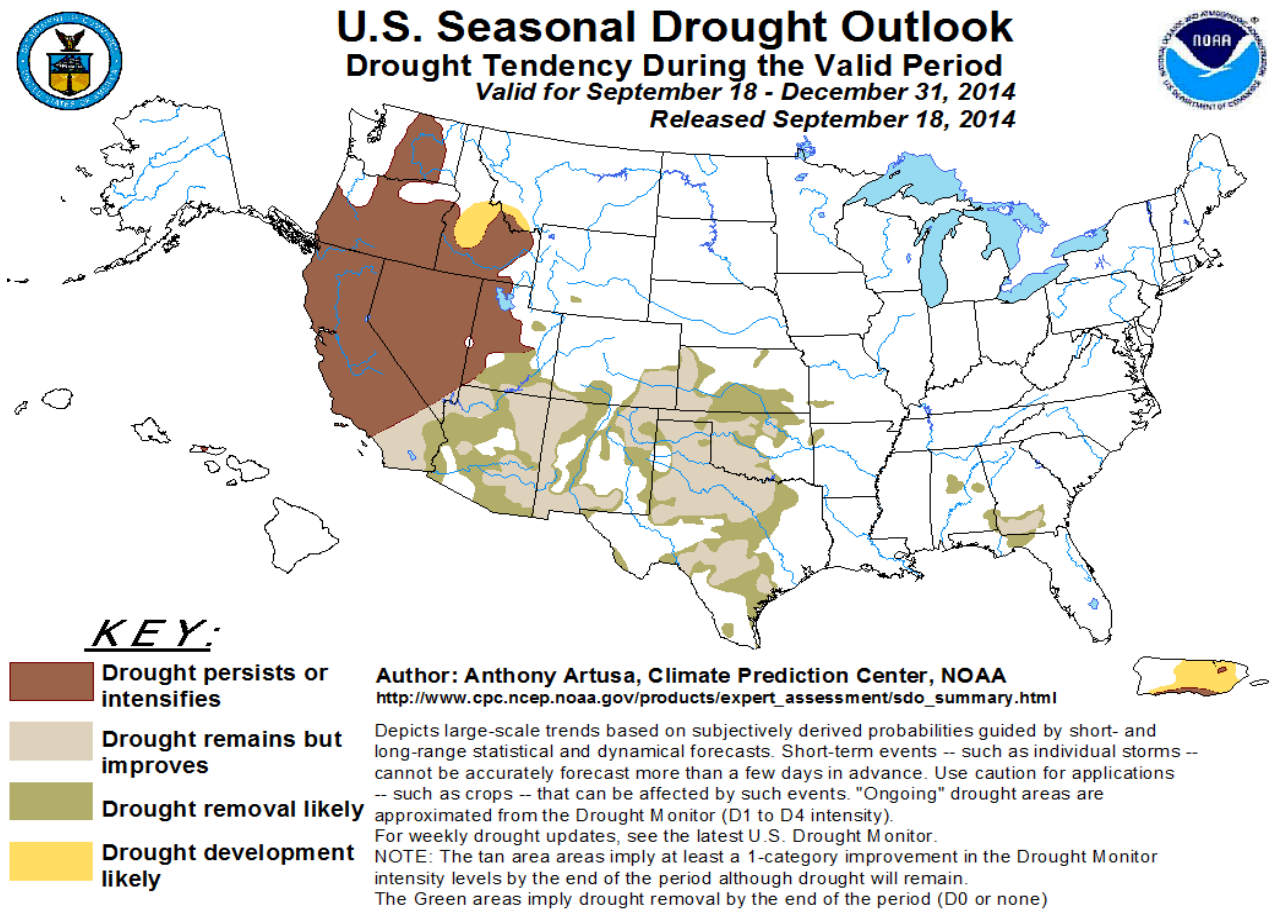 U.S. Seasonal Drought Outlook
Drought Tendency During the Valid Period
Valid for September 18 - December 31, 2014
Released September 18, 2014
NOAA
KEY:
Drought persists or
intensifies
Drought remains but
improves
Drought removal likely
Drought development
likely
Author: Anthony Artusa, Climate Prediction Center, NOAA
http://www.cpc.ncep.noaa.gov/products/expert_assessment/sdo_summary.html
Depicts large-scale trends based on subjectively derived probabilities guided by short- and
long-range statistical and dynamical forecasts. Short-term events -- such as individual storms --
cannot be accurately forecast more than a few days in advance. Use caution for applications
-- such as crops -- that can be affected by such events. "Ongoing" drought areas are
approximated from the Drought Monitor (D1 to D4 intensity).
For weekly drought updates, see the latest U.S. Drought Monitor.
NOTE: The tan area areas imply at least a 1-category improvement in the Drought Monitor
intensity levels by the end of the period although drought will remain.
The Green areas imply drought removal by the end of the period (D0 or none)